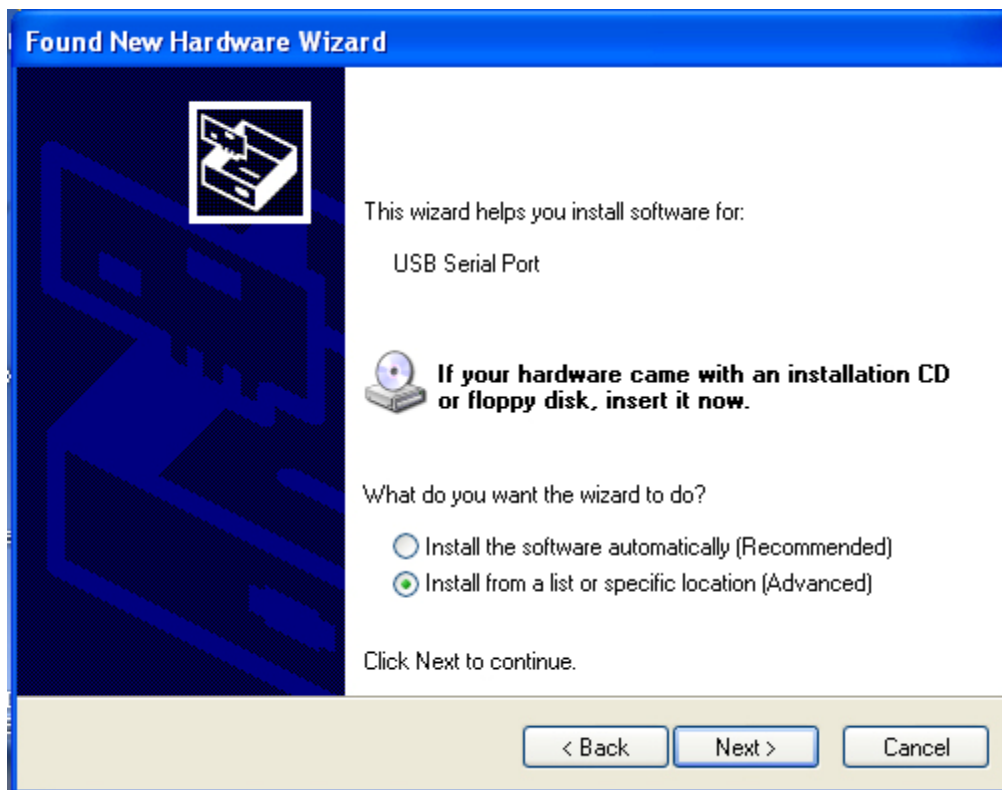 Found New Hardware Wizard
This wizard helps you install software for:
USB Serial Port
If your hardware came with an installation CD
or floppy disk, insert it now.
What do you want the wizard to do?
Install the software automatically (Recommended)
Install from a list or specific location (Advanced)
Click Next to continue.
< Back
Next >
Cancel